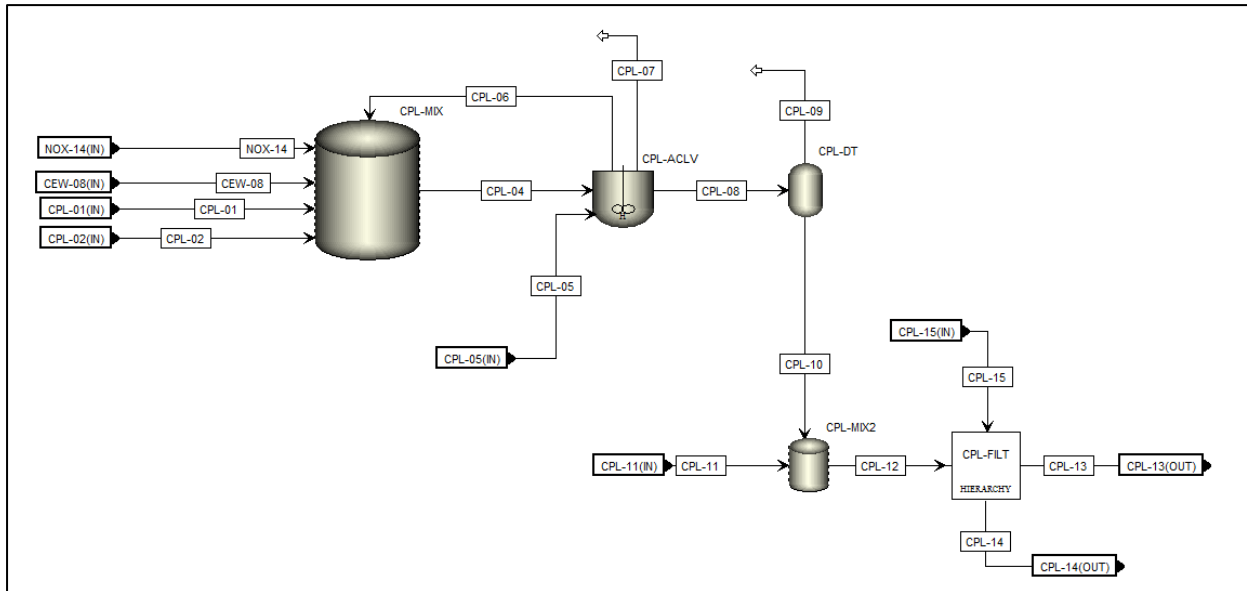 CPL-07
CPL-09
CPL-06
CPL-MIX
CPL-DT
NOX-14(IN)
NOX-14
CPL-ACLV
CEW-08(IN)
CEW-08
CPL-04
CPL-08
CPL-01(IN)
CPL-01
CPL-02(IN)
CPL-02
CPL-05
CPL-15(IN)
CPL-05(IN)
CPL-10
CPL-15
CPL-MIX2
CPL-11(IN)
CPL-11
CPL-12
CPL-FILT
HIERARCHY
CPL-13
CPL-13(OUT)
CPL-14
CPL-14(OUT)